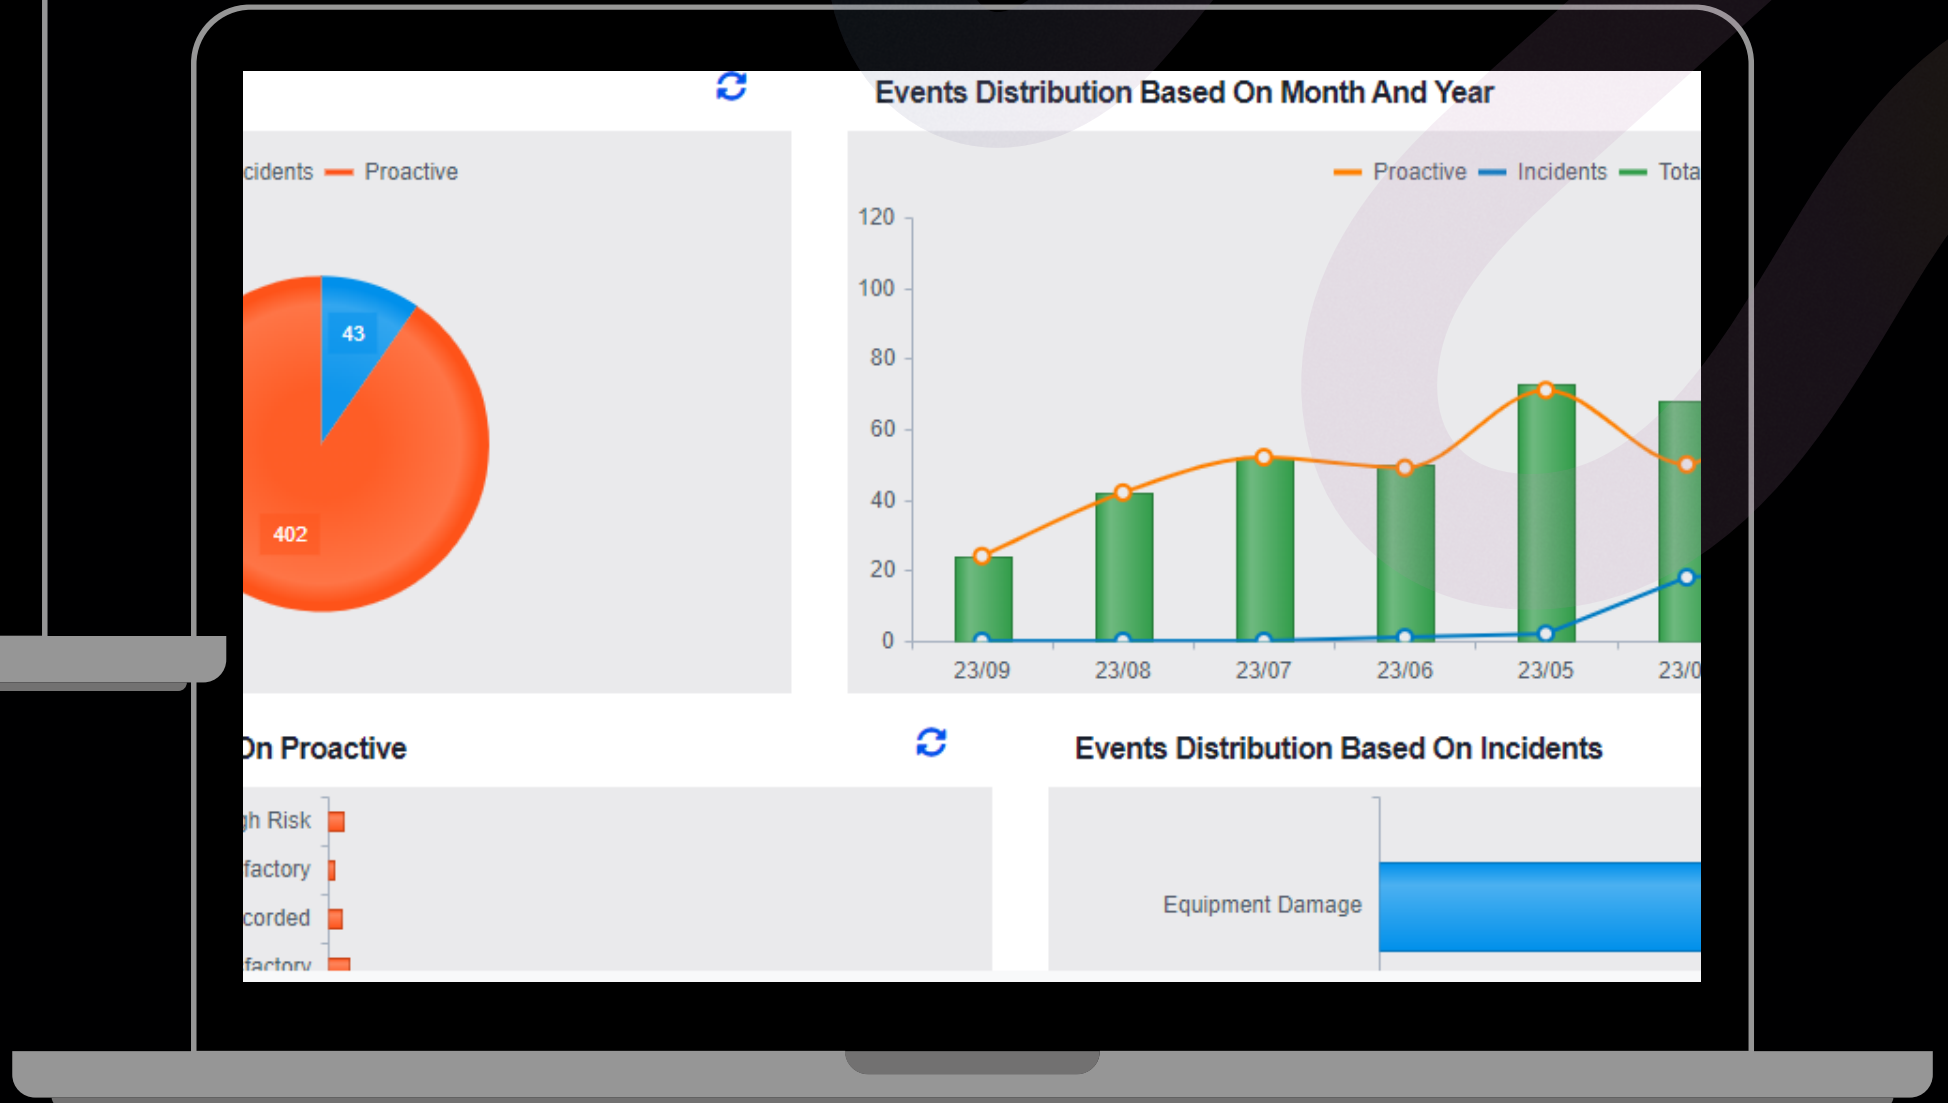 Events Distribution Based On Month And Year
cidents Proactive
43
402
Proactive Incidents Tota
120
100
80
60
40
20
0
23/09 23/08 23/07 23/06 23/05 23/0
On Proactive
gh Risk
factory
corded
factory
Events Distribution Based On Incidents
Equipment Damage